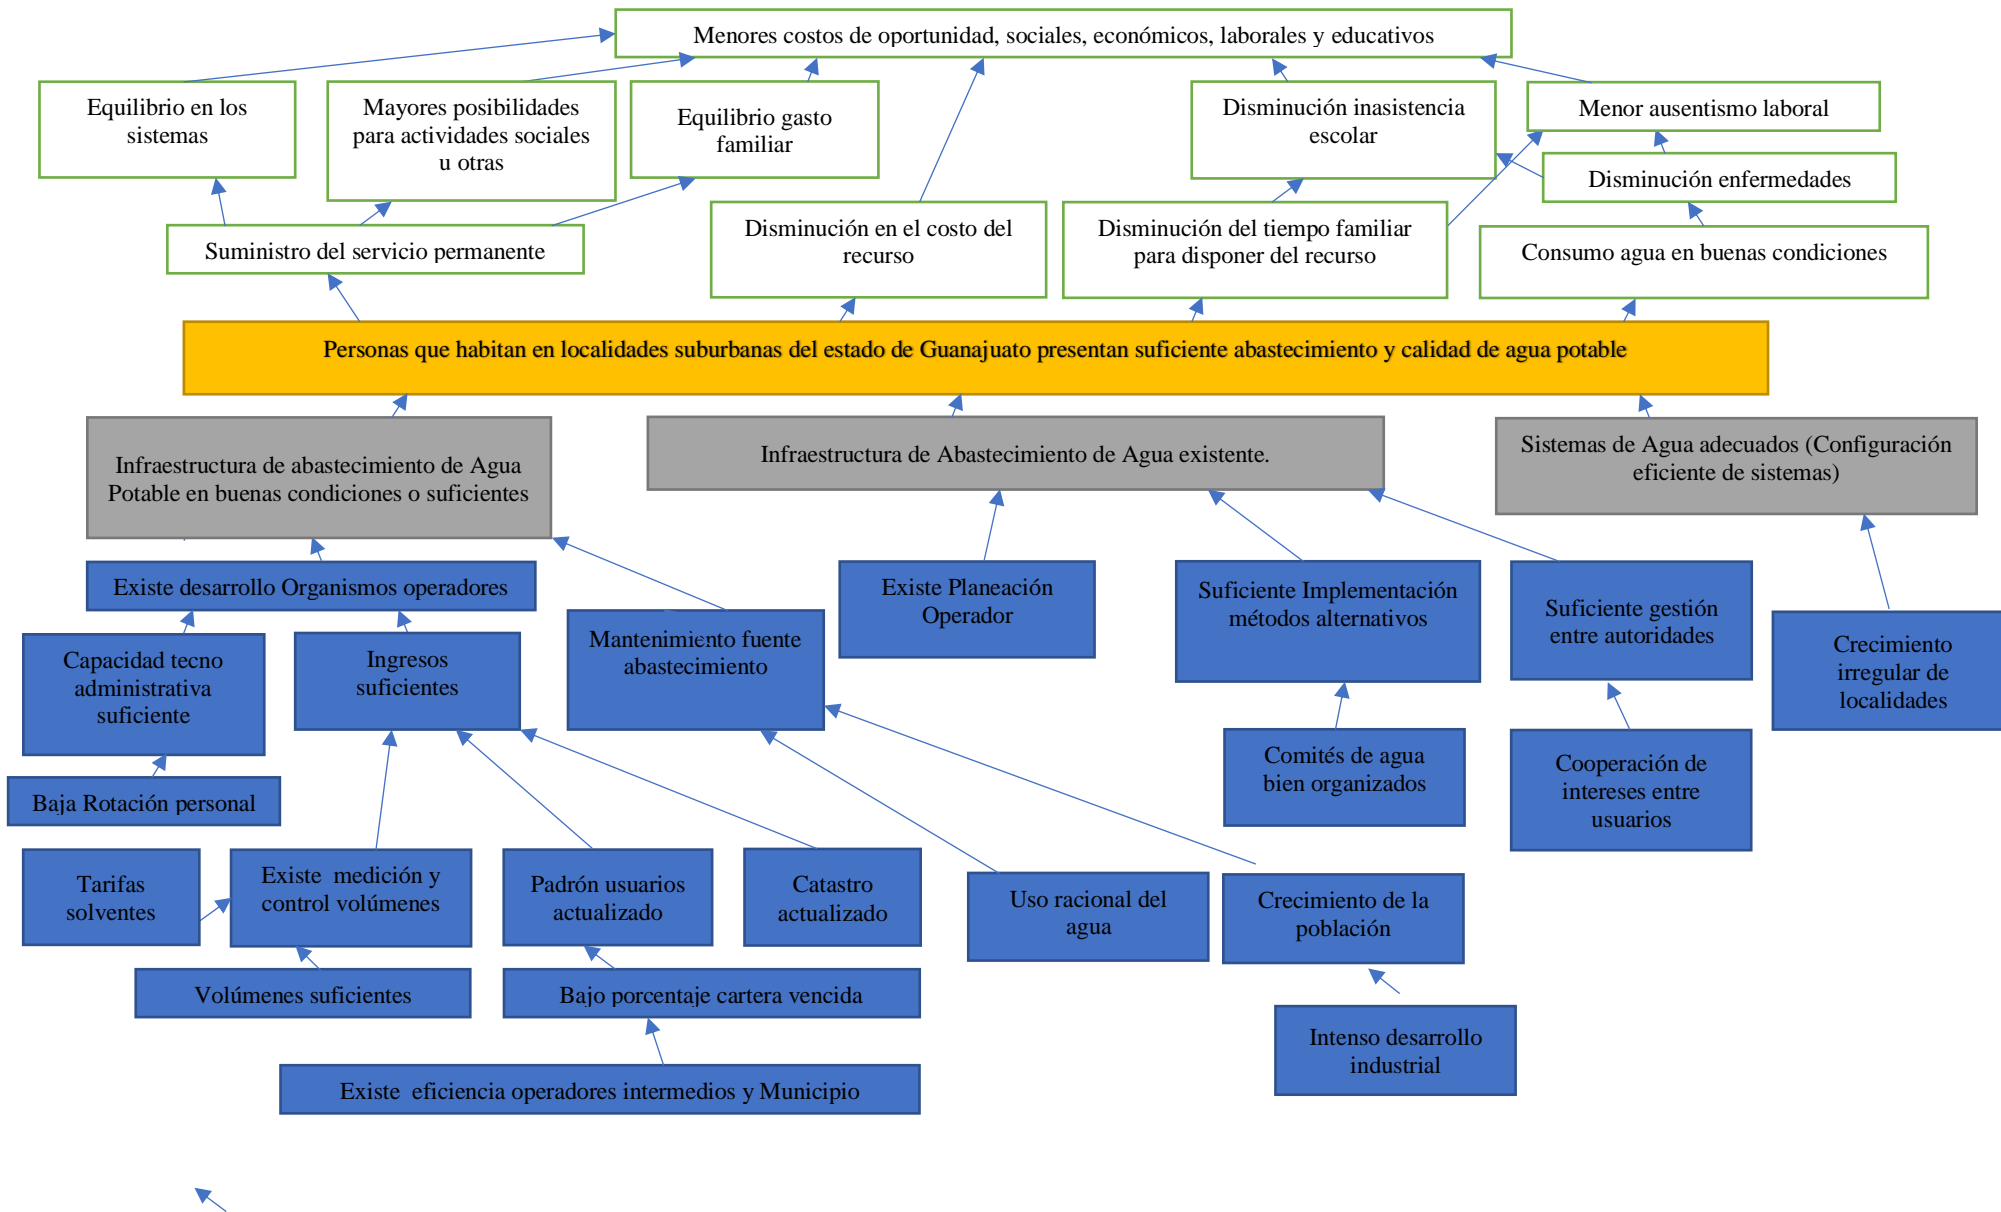 Menores costos de oportunidad, sociales, económicos, laborales y educativos
Equilibrio en los
sistemas
Mayores posibilidades
para actividades sociales
u otras
Equilibrio gasto
familiar
Disminución inasistencia
escolar
Menor ausentismo laboral
Disminución enfermedades
Suministro del servicio permanente
Disminución en el costo del
recurso
Disminución del tiempo familiar
para disponer del recurso
Consumo agua en buenas condiciones
Personas que habitan en localidades suburbanas del estado de Guanajuato presentan suficiente abastecimiento y calidad de agua potable
Infraestructura de abastecimiento de Agua
Potable en buenas condiciones o suficientes
Infraestructura de Abastecimiento de Agua existente.
Sistemas de Agua adecuados (Configuración
eficiente de sistemas)
Existe desarrollo Organismos operadores
Existe Planeación
Operador
Suficiente Implementación
métodos alternativos
Suficiente gestión
entre autoridades
Capacidad tecno
administrativa
suficiente
Ingresos
suficientes
Mantenimiento fuente
abastecimiento
Crecimiento
irregular de
localidades
Baja Rotación personal
Comités de agua
bien organizados
Cooperación de
intereses entre
usuarios
Tarifas
solventes
Existe  medición y
control volúmenes
Padrón usuarios
actualizado
Catastro
actualizado
Uso racional del
agua
Crecimiento de la
población
Volúmenes suficientes
Bajo porcentaje cartera vencida
Intenso desarrollo
industrial
Existe  eficiencia operadores intermedios y Municipio